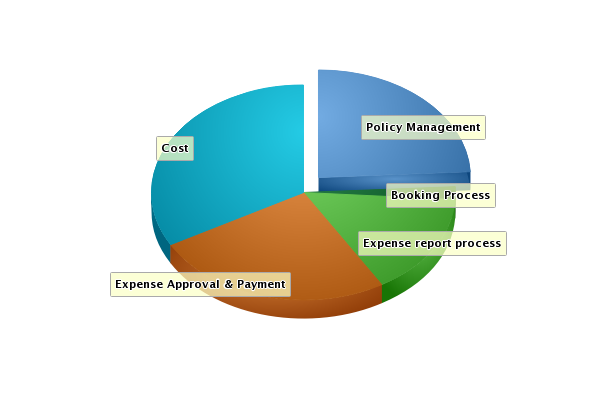 Policy Management
Cost
Booking Process
Expense report process
Expense Approval & Payment